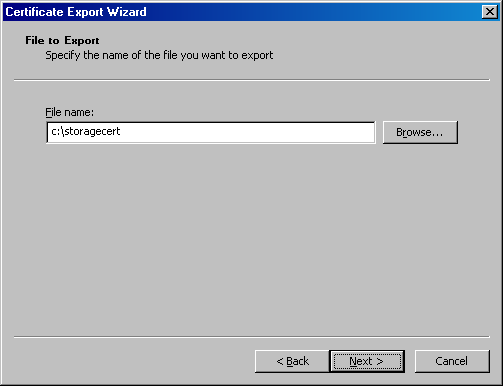 Certificate Export Wizard
File to Export
Specify the name of the file you want to export
File name:
c:\storagecert
Browse...
< Back
Next >
Cancel